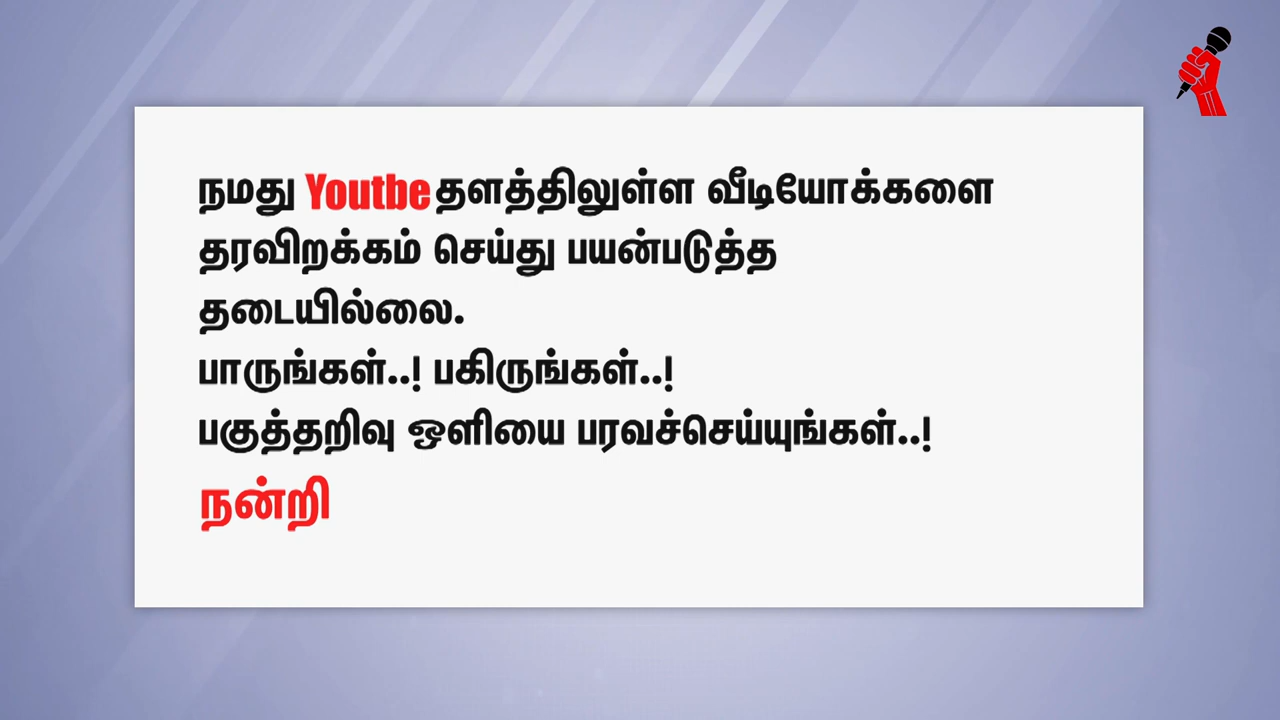 நமது Youtbe தளத்திலுள்ள வீடியோக்களை
தரவிறக்கம் செய்து பயன்படுத்த
தடையில்லை.
பாருங்கள்..! பகிருங்கள்..!
பகுத்தறிவு ஒளியை பரவச்செய்யுங்கள்..!
நன்றி